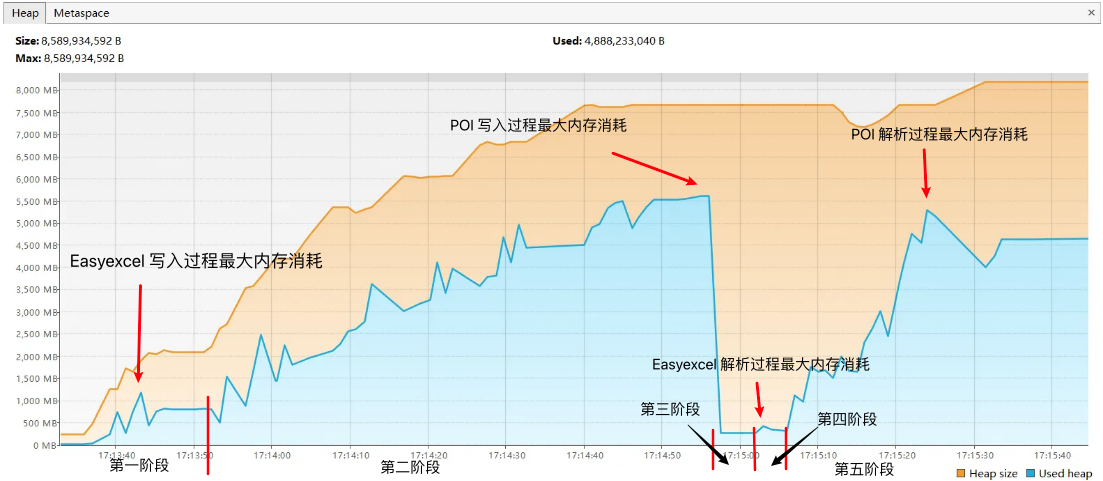 Heap Metaspace ×
Size: 8,589,934,592 B Used: 4,888,233,040 B
Max: 8,589,934,592 B
8,000 MB
7,500 MB
7,000 MB
6,500 MB
6,000 MB
5,500 MB
5,000 MB
4,500 MB
4,000 MB
3,500 MB
3,000 MB
2,500 MB
2,000 MB
1,500 MB
1,000 MB
500 MB
0 MB
POI 写入过程最大内存消耗
POI 解析过程最大内存消耗
Easyexcel 写入过程最大内存消耗
Easyexcel 解析过程最大内存消耗
第三阶段
第四阶段
17:13:40 17:13:50 17:14:00 17:14:10 17:14:20 17:14:30 17:14:40 17:14:50 17:15:00 17:15:10 17:15:20 17:15:30 17:15:40
第一阶段 第二阶段 第五阶段
Heap size Used heap